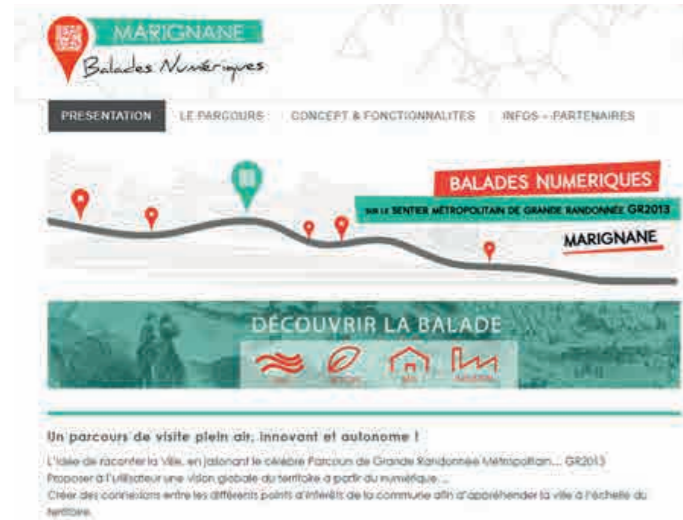 MARIGNANE
Balades Numériques
PRESENTATION LE PARCOURS CONCEPT & FONCTIONNALITES INFOS - PARTENAIRES
BALADES NUMERIQUES
SUR LE SENTIER MÉTROPOLITAIN DE GRANDE RANDONNÉE GR2013
MARIGNANE
DÉCOUVRIR LA BALADE
Un parcours de visite plein air, innovant et autonome !
L'idée de raconter la Ville, en jalonant le célèbre Parcours de Grande Randonnée Métropolitain... GR2013
Proposer à l'utilisateur une vision globale du territoire à partir du numérique...
Créer des connexions entre les différents points d'intérêts de la commune afin d'appréhender la ville à l'échelle du
territoire.